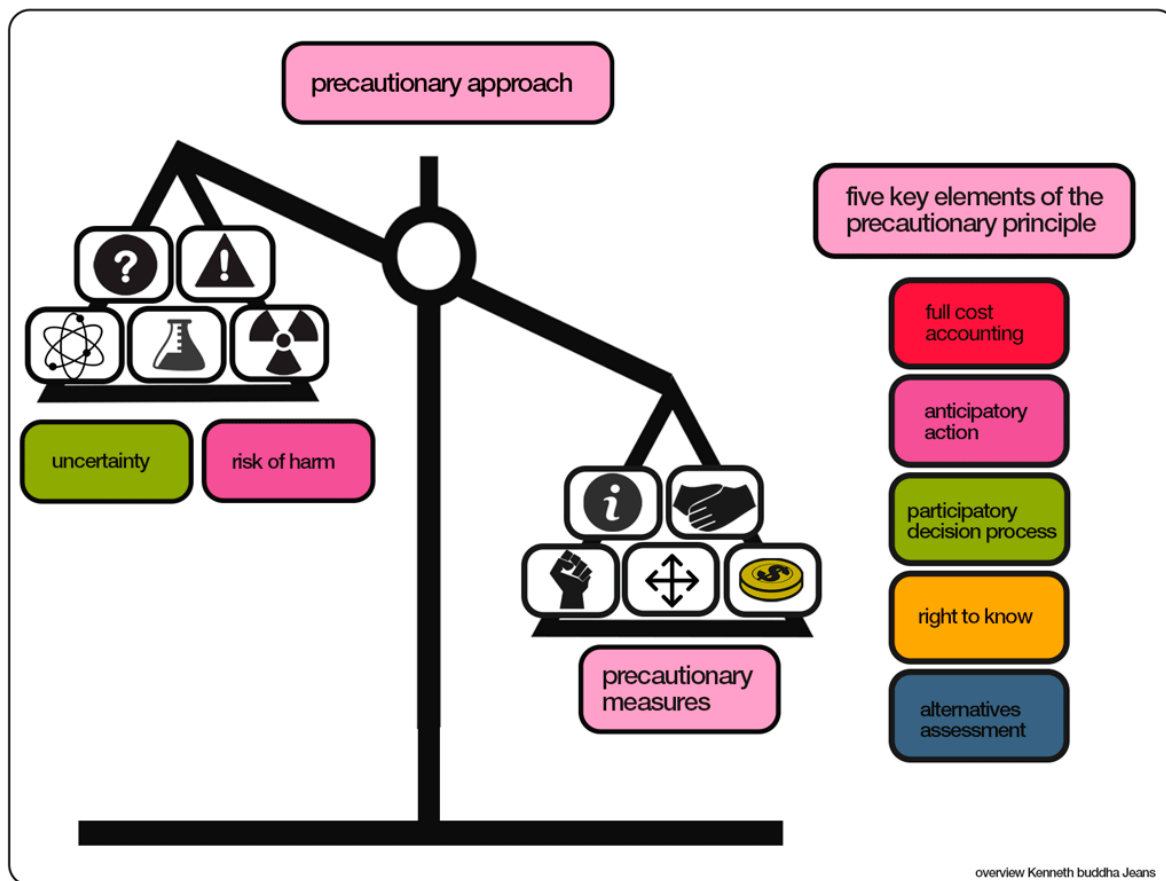 precautionary approach
five key elements of the
precautionary principle
full cost
accounting
uncertainty
risk of harm
anticipatory
action
participatory
decision process
right to know
precautionary
measures
alternatives
assessment
overview Kenneth buddha Jeans
?
!
i
$